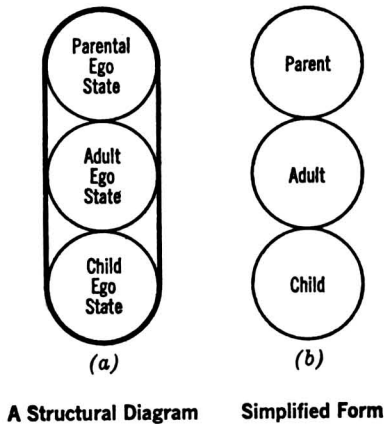 Parental
Ego
State
Adult
Ego
State
Child
Ego
State
(a)
A Structural Diagram
Parent
Adult
Child
(b)
Simplified Form